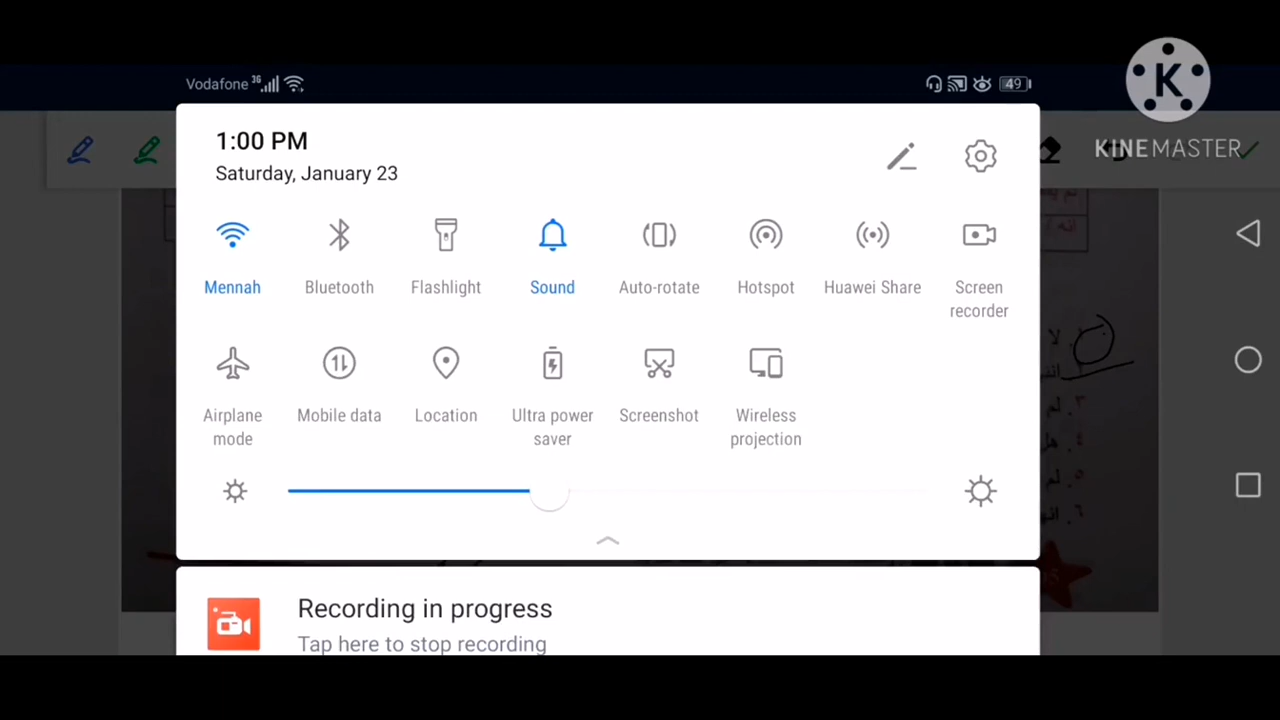 Vodafone 3G 49
K
KINEMASTER
1:00 PM
Saturday, January 23
Mennah Bluetooth Flashlight Sound Auto-rotate Hotspot Huawei Share Screen recorder
Airplane mode Mobile data Location Ultra power saver Screenshot Wireless projection
Recording in progress
Tap here to stop recording